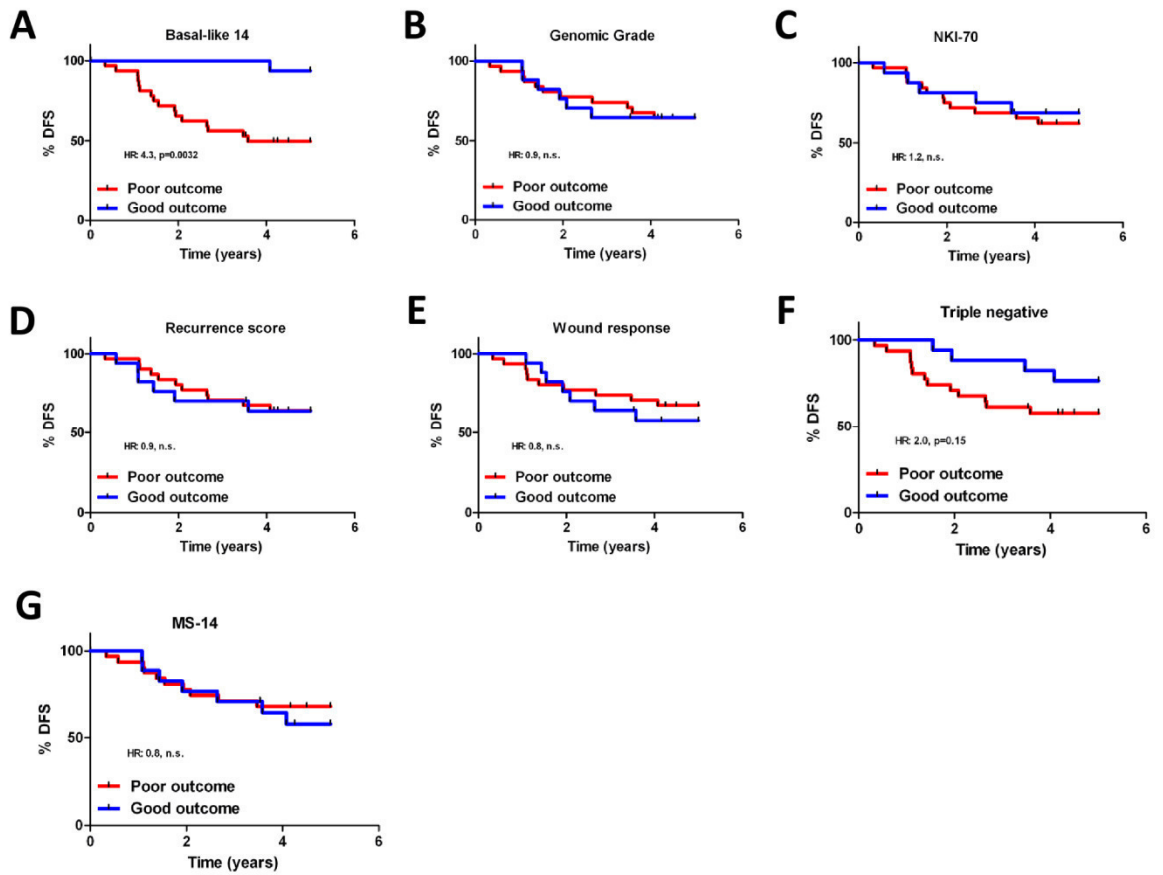 A
Basal-like 14
% DFS
100
50
0
HR: 4.3, p=0.0032
Poor outcome
Good outcome
0 2 4 6
Time (years)
B
Genomic Grade
% DFS
100
50
0
HR: 0.9, n.s.
Poor outcome
Good outcome
0 2 4 6
Time (years)
C
NKI-70
% DFS
100
50
0
HR: 1.2, n.s.
Poor outcome
Good outcome
0 2 4 6
Time (years)
D
Recurrence score
% DFS
100
50
0
HR: 0.9, n.s.
Poor outcome
Good outcome
0 2 4 6
Time (years)
E
Wound response
% DFS
100
50
0
HR: 0.8, n.s.
Poor outcome
Good outcome
0 2 4 6
Time (years)
F
Triple negative
% DFS
100
50
0
HR: 2.0, p=0.15
Poor outcome
Good outcome
0 2 4 6
Time (years)
G
MS-14
% DFS
100
50
0
HR: 0.8, n.s.
Poor outcome
Good outcome
0 2 4 6
Time (years)